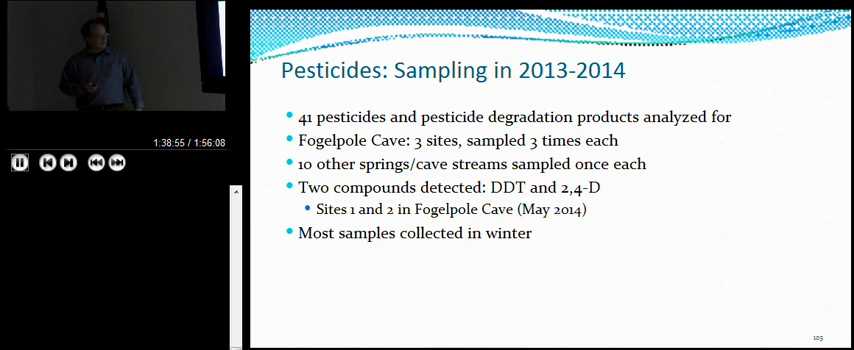 Pesticides: Sampling in 2013-2014
41 pesticides and pesticide degradation products analyzed for
Fogelpole Cave: 3 sites, sampled 3 times each
10 other springs/cave streams sampled once each
Two compounds detected: DDT and 2,4-D
Sites 1 and 2 in Fogelpole Cave (May 2014)
Most samples collected in winter
1:38:55 / 1:56:08
103